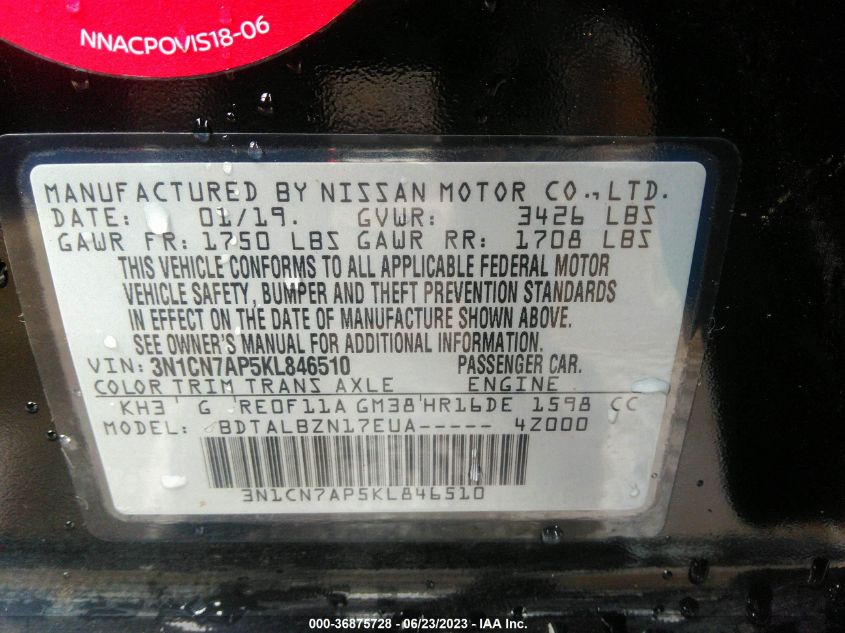 NNACPOVIS18-06
MANUFACTURED BY NISSAN MOTOR CO.,LTD.
DATE: 01/19. GVWR: 3426 LBS
GAWR FR: 1750 LBS GAWR RR: 1708 LBS
THIS VEHICLE CONFORMS TO ALL APPLICABLE FEDERAL MOTOR
VEHICLE SAFETY, BUMPER AND THEFT PREVENTION STANDARDS
IN EFFECT ON THE DATE OF MANUFACTURE SHOWN ABOVE.
SEE OWNER'S MANUAL FOR ADDITIONAL INFORMATION.
VIN: 3N1CN7AP5KL846510 PASSENGER CAR.
COLOR TRIM TRANS AXLE ENGINE
KH3 G RE0F11A GM38 HR16DE 1598 CC
MODEL: BDTALBZN17EUA----- 4Z000
3N1CN7AP5KL846510
000-36875728 - 06/23/2023 - IAA Inc.